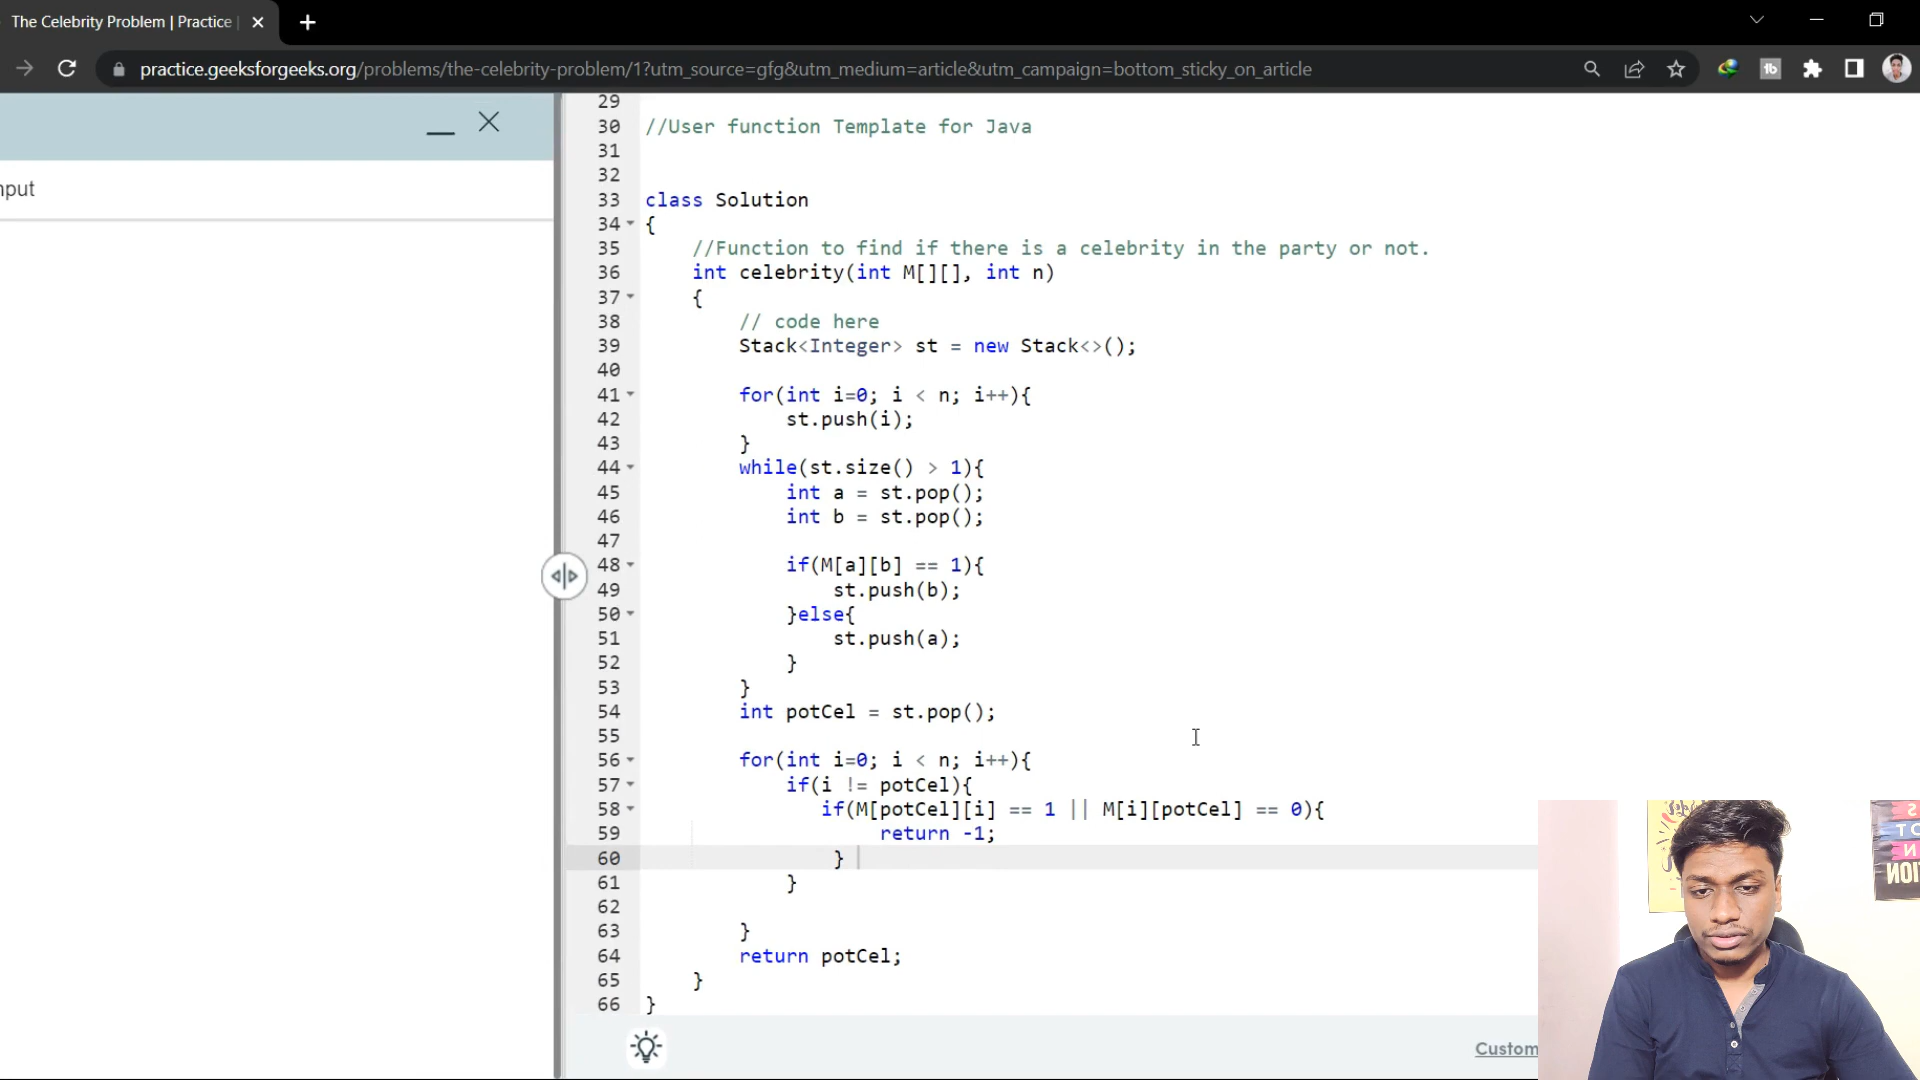 The Celebrity Problem | Practice |
practice.geeksforgeeks.org/problems/the-celebrity-problem/1?utm_source=gfg&utm_medium=article&utm_campaign=bottom_sticky_on_article
nput
29
30 //User function Template for Java
31
32
33 class Solution
34 {
35 //Function to find if there is a celebrity in the party or not.
36 int celebrity(int M[][], int n)
37 {
38 // code here
39 Stack<Integer> st = new Stack<>();
40
41 for(int i=0; i < n; i++){
42 st.push(i);
43 }
44 while(st.size() > 1){
45 int a = st.pop();
46 int b = st.pop();
47
48 if(M[a][b] == 1){
49 st.push(b);
50 }else{
51 st.push(a);
52 }
53 }
54 int potCel = st.pop();
55
56 for(int i=0; i < n; i++){
57 if(i != potCel){
58 if(M[potCel][i] == 1 || M[i][potCel] == 0){
59 return -1;
60 }
61 }
62
63 }
64 return potCel;
65 }
66 }
Custom